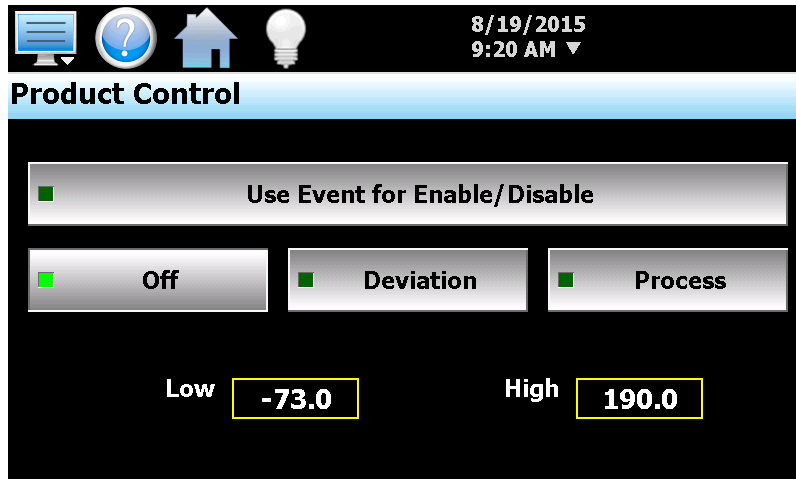 8/19/2015
9:20 AM ▼
Product Control
Use Event for Enable/Disable
Off Deviation Process
Low -73.0 High 190.0